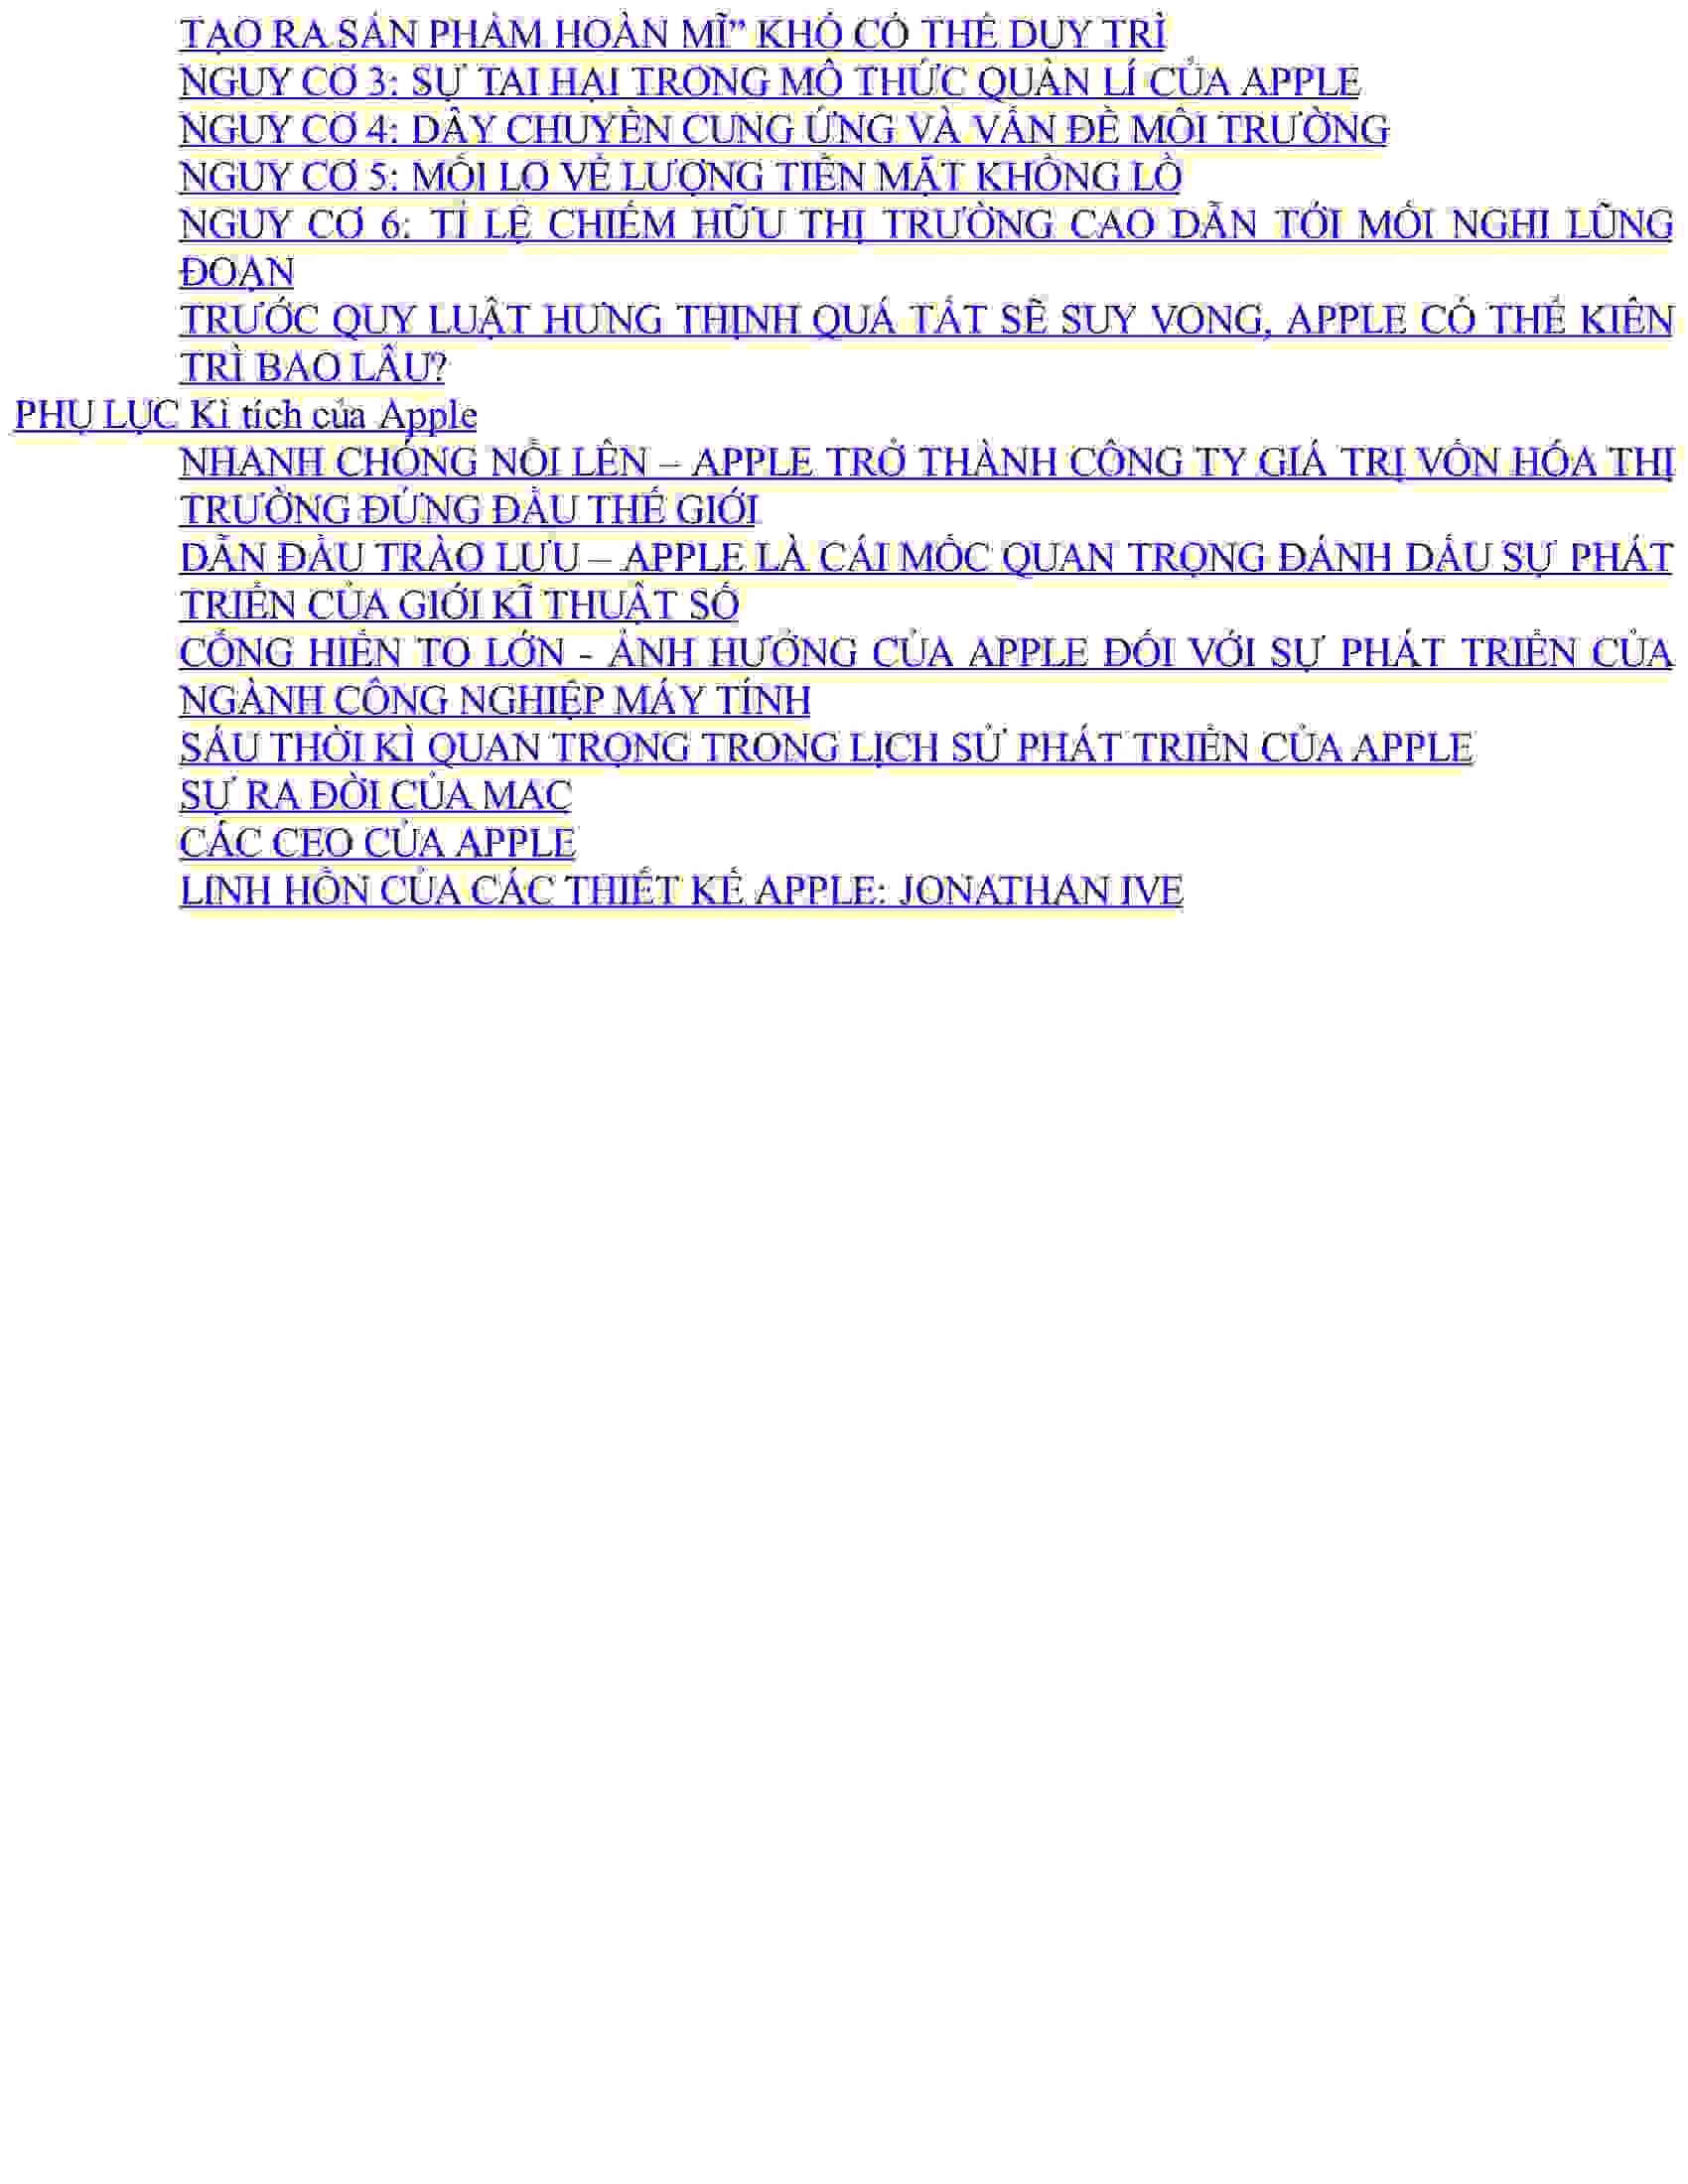 TẠO RA SẢN PHẨM HOÀN MĨ” KHÓ CÓ THỂ DUY TRÌ
NGUY CƠ 3: SỰ TAI HẠI TRONG MÔ THỨC QUẢN LÍ CỦA APPLE
NGUY CƠ 4: DÂY CHUYỀN CUNG ỨNG VÀ VẤN ĐỀ MÔI TRƯỜNG
NGUY CƠ 5: MỐI LO VỀ LƯỢNG TIỀN MẶT KHỔNG LỒ
NGUY CƠ 6: TỈ LỆ CHIẾM HỮU THỊ TRƯỜNG CAO DẪN TỚI MỐI NGHI LŨNG
ĐOẠN
TRƯỚC QUY LUẬT HƯNG THỊNH QUÁ TẤT SẼ SUY VONG, APPLE CÓ THỂ KIÊN
TRÌ BAO LÂU?
PHỤ LỤC Kì tích của Apple
NHANH CHÓNG NỔI LÊN – APPLE TRỞ THÀNH CÔNG TY GIÁ TRỊ VỐN HÓA THỊ
TRƯỜNG ĐỨNG ĐẦU THẾ GIỚI
DẪN ĐẦU TRÀO LƯU – APPLE LÀ CÁI MỐC QUAN TRỌNG ĐÁNH DẤU SỰ PHÁT
TRIỂN CỦA GIỚI KĨ THUẬT SỐ
CỐNG HIẾN TO LỚN - ẢNH HƯỞNG CỦA APPLE ĐỐI VỚI SỰ PHÁT TRIỂN CỦA
NGÀNH CÔNG NGHIỆP MÁY TÍNH
SÁU THỜI KÌ QUAN TRỌNG TRONG LỊCH SỬ PHÁT TRIỂN CỦA APPLE
SỰ RA ĐỜI CỦA MAC
CÁC CEO CỦA APPLE
LINH HỒN CỦA CÁC THIẾT KẾ APPLE: JONATHAN IVE